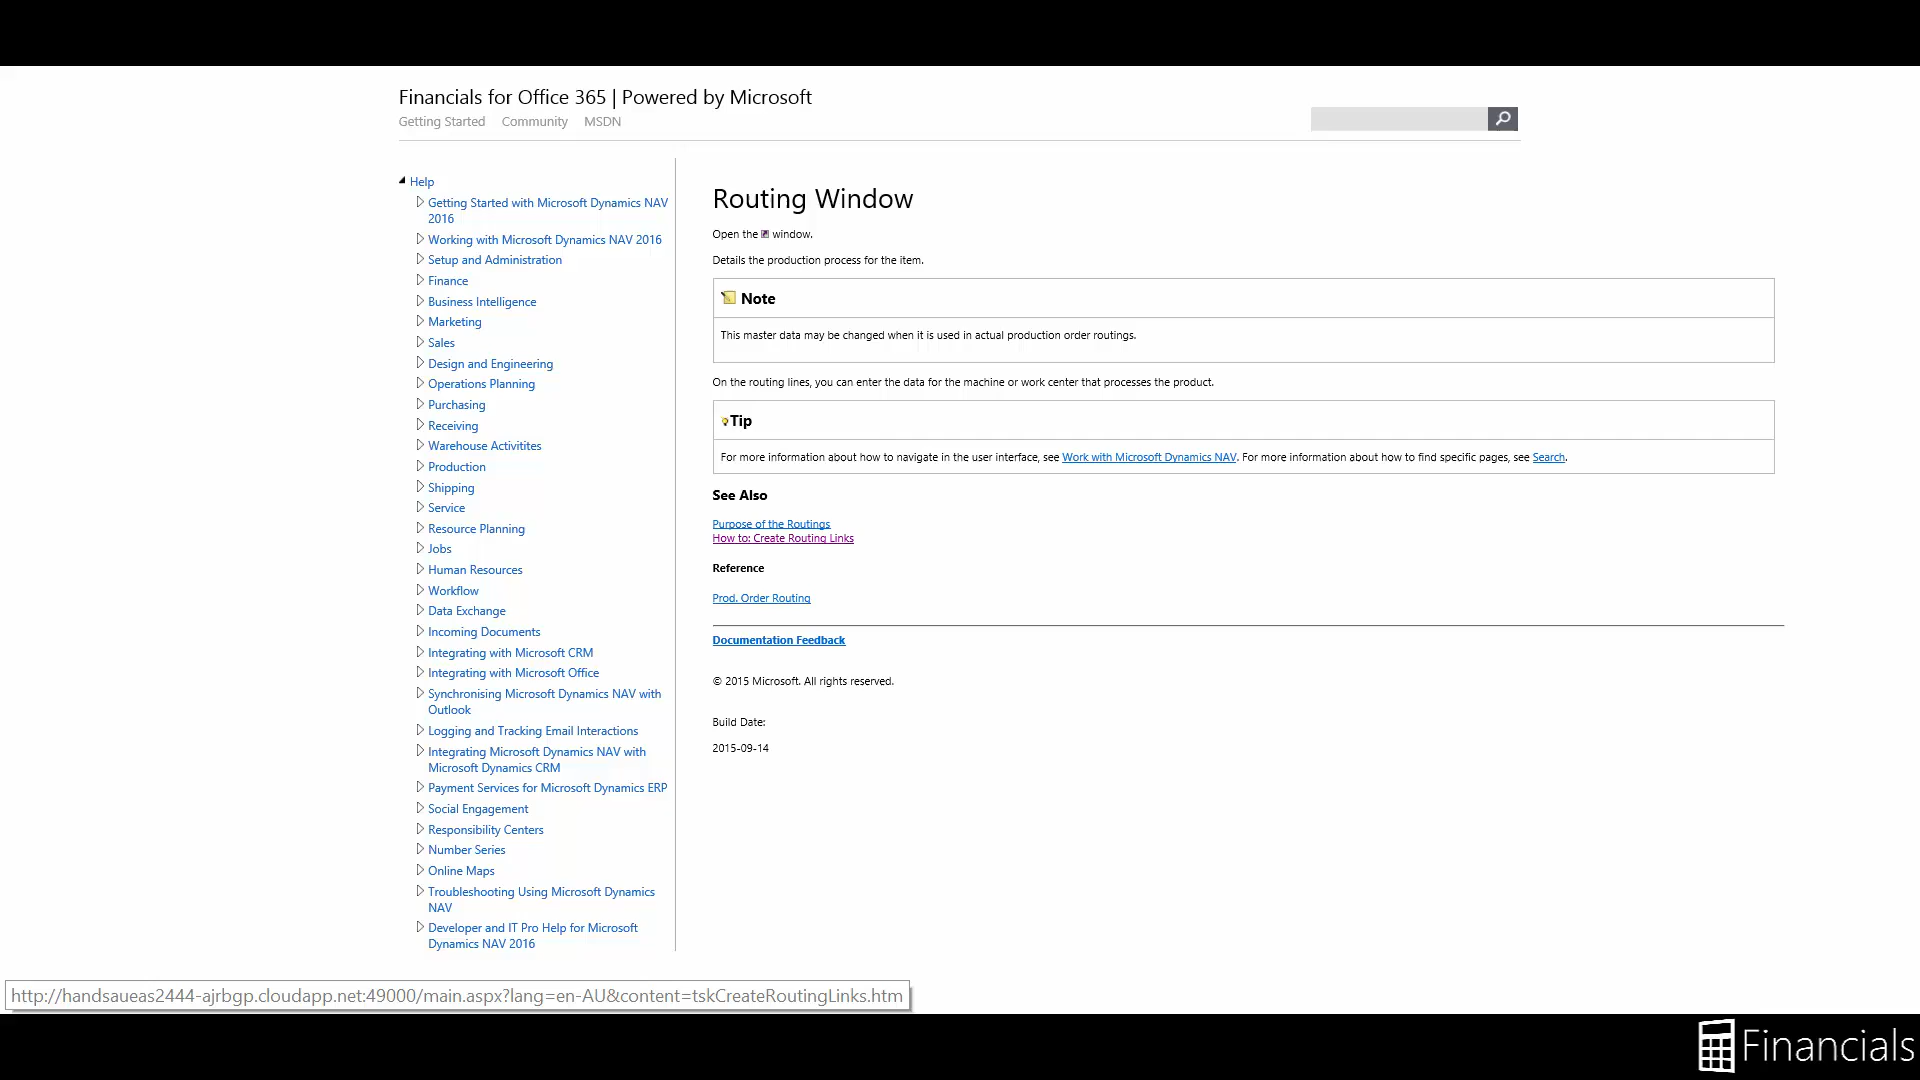 Financials for Office 365 | Powered by Microsoft
Getting Started Community MSDN
Help
Getting Started with Microsoft Dynamics NAV
2016
Working with Microsoft Dynamics NAV 2016
Setup and Administration
Finance
Business Intelligence
Marketing
Sales
Design and Engineering
Operations Planning
Purchasing
Receiving
Warehouse Activitites
Production
Shipping
Service
Resource Planning
Jobs
Human Resources
Workflow
Data Exchange
Incoming Documents
Integrating with Microsoft CRM
Integrating with Microsoft Office
Synchronising Microsoft Dynamics NAV with
Outlook
Logging and Tracking Email Interactions
Integrating Microsoft Dynamics NAV with
Microsoft Dynamics CRM
Payment Services for Microsoft Dynamics ERP
Social Engagement
Responsibility Centers
Number Series
Online Maps
Troubleshooting Using Microsoft Dynamics
NAV
Developer and IT Pro Help for Microsoft
Dynamics NAV 2016
Routing Window
Open the window.
Details the production process for the item.
Note
This master data may be changed when it is used in actual production order routings.
On the routing lines, you can enter the data for the machine or work center that processes the product.
Tip
For more information about how to navigate in the user interface, see Work with Microsoft Dynamics NAV. For more information about how to find specific pages, see Search.
See Also
Purpose of the Routings
How to: Create Routing Links
Reference
Prod. Order Routing
Documentation Feedback
© 2015 Microsoft. All rights reserved.
Build Date:
2015-09-14
http://handsaueas2444-ajrbgp.cloudapp.net:49000/main.aspx?lang=en-AU&content=tskCreateRoutingLinks.htm
Financials